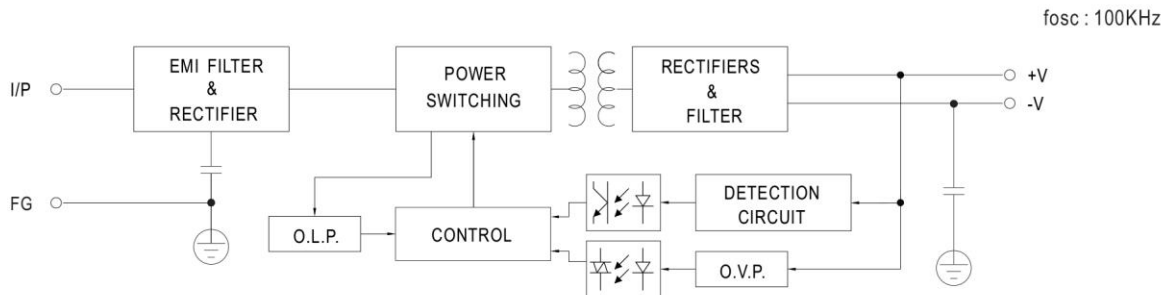 fosc : 100KHz
EMI FILTER
&
RECTIFIER
POWER
SWITCHING
RECTIFIERS
&
FILTER
I/P
+V
-V
FG
O.L.P.
CONTROL
DETECTION
CIRCUIT
O.V.P.